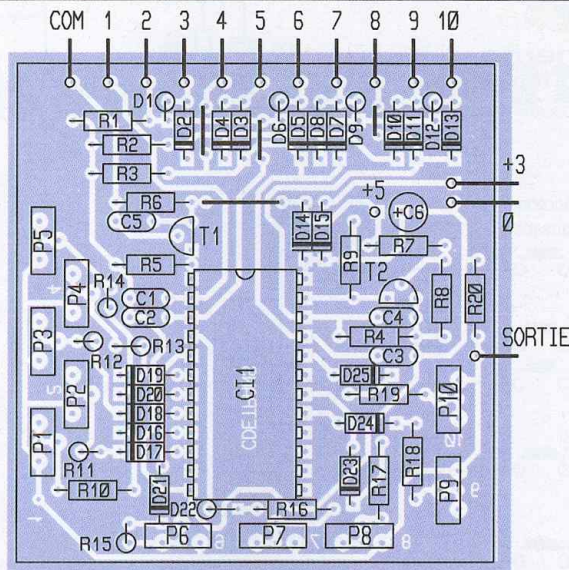 COM 1 2 3 4 5 6 7 8 9 10
D1 D2 D4 D3 D6 D5 D8 D7 D9 D10 D11 D12 D13
R1
R2
R3
+3
R6 +5 0
C5 T1 D14 D15 +C6
P5 R9 R7
R5 T2
P4 R14 C1 R8 R20
C2 C4
P3 R12 R13 R4 SORTIE
C3
CI1
D19 D25
P2 D20 R19 P10
P1 D18 D24
D16
R11 D17 R18
R10 D21 D23 R17 P9
D22 R16
R15 P6 P7 P8